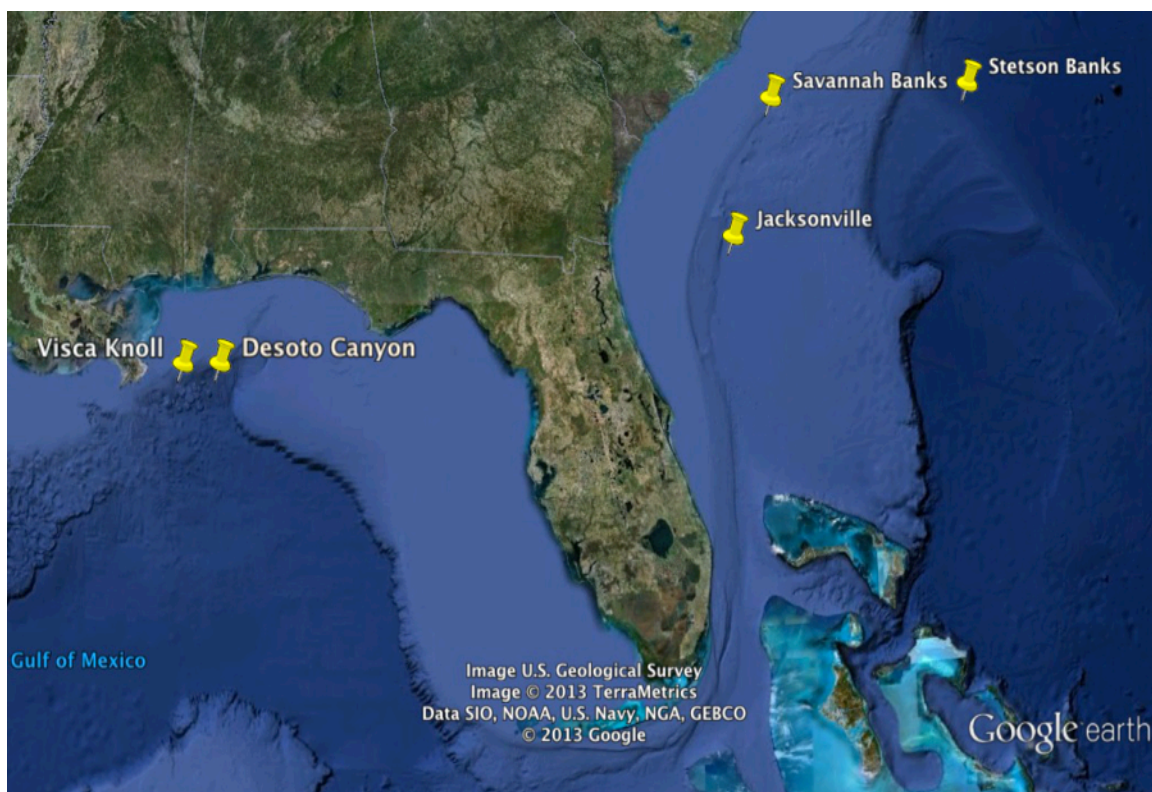 Stetson Banks
Savannah Banks
Jacksonville
Visca Knoll
Desoto Canyon
Gulf of Mexico
Image U.S. Geological Survey
Image © 2013 TerraMetrics
Data SIO, NOAA, U.S. Navy, NGA, GEBCO
© 2013 Google
Google earth